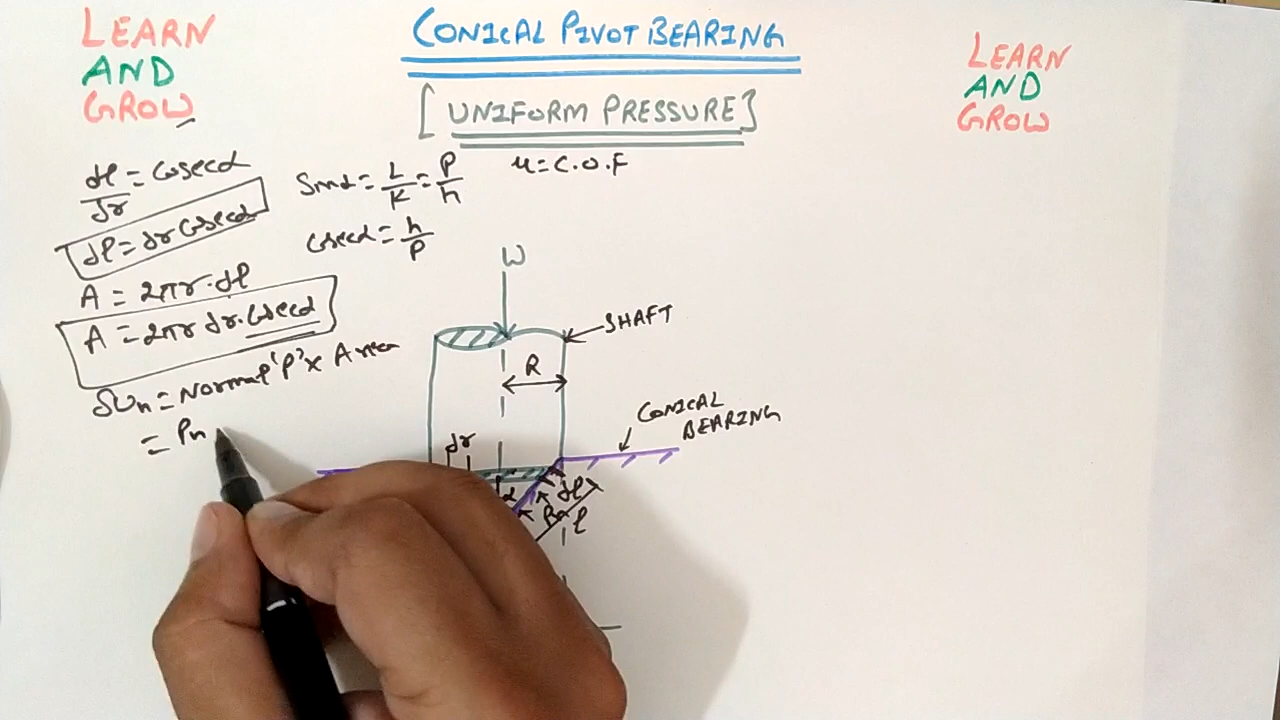 LEARN
AND
GROW
CONICAL PIVOT BEARING
[UNIFORM PRESSURE]
LEARN
AND
GROW
dl/dr = Cosecα
dl = dr Cosecα
A = 2πr·dl
A = 2πr dr·Cosecα
δWn = Normal 'P' × Area
= Pn
Sinα = L/K = P/h
Cosecα = h/P
μ = C.O.F
W
SHAFT
R
CONICAL
BEARING
dr
α
dl
Pn
l